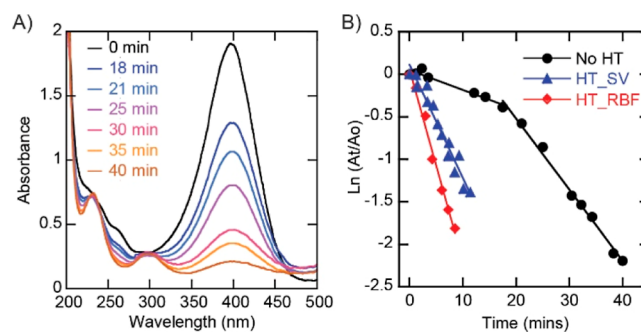 A)
2
1.5
1
0.5
0
Absorbance
0 min
18 min
21 min
25 min
30 min
35 min
40 min
200 250 300 350 400 450 500
Wavelength (nm)
B)
0.5
0.0
-0.5
-1
-1.5
-2
-2.5
Ln (At/Ao)
No HT
HT_SV
HT_RBF
0 10 20 30 40
Time (mins)